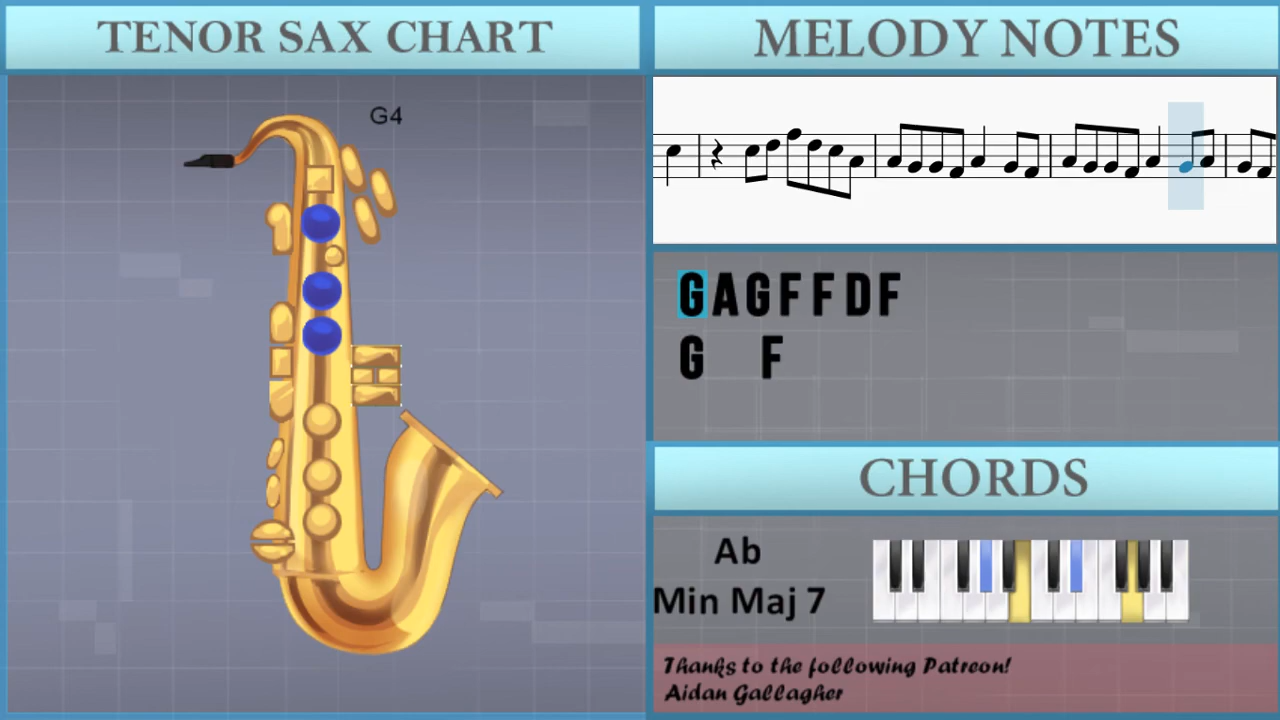 TENOR SAX CHART
G4
MELODY NOTES
GAGFFDF
G F
CHORDS
Ab
Min Maj 7
Thanks to the following Patreon!
Aidan Gallagher